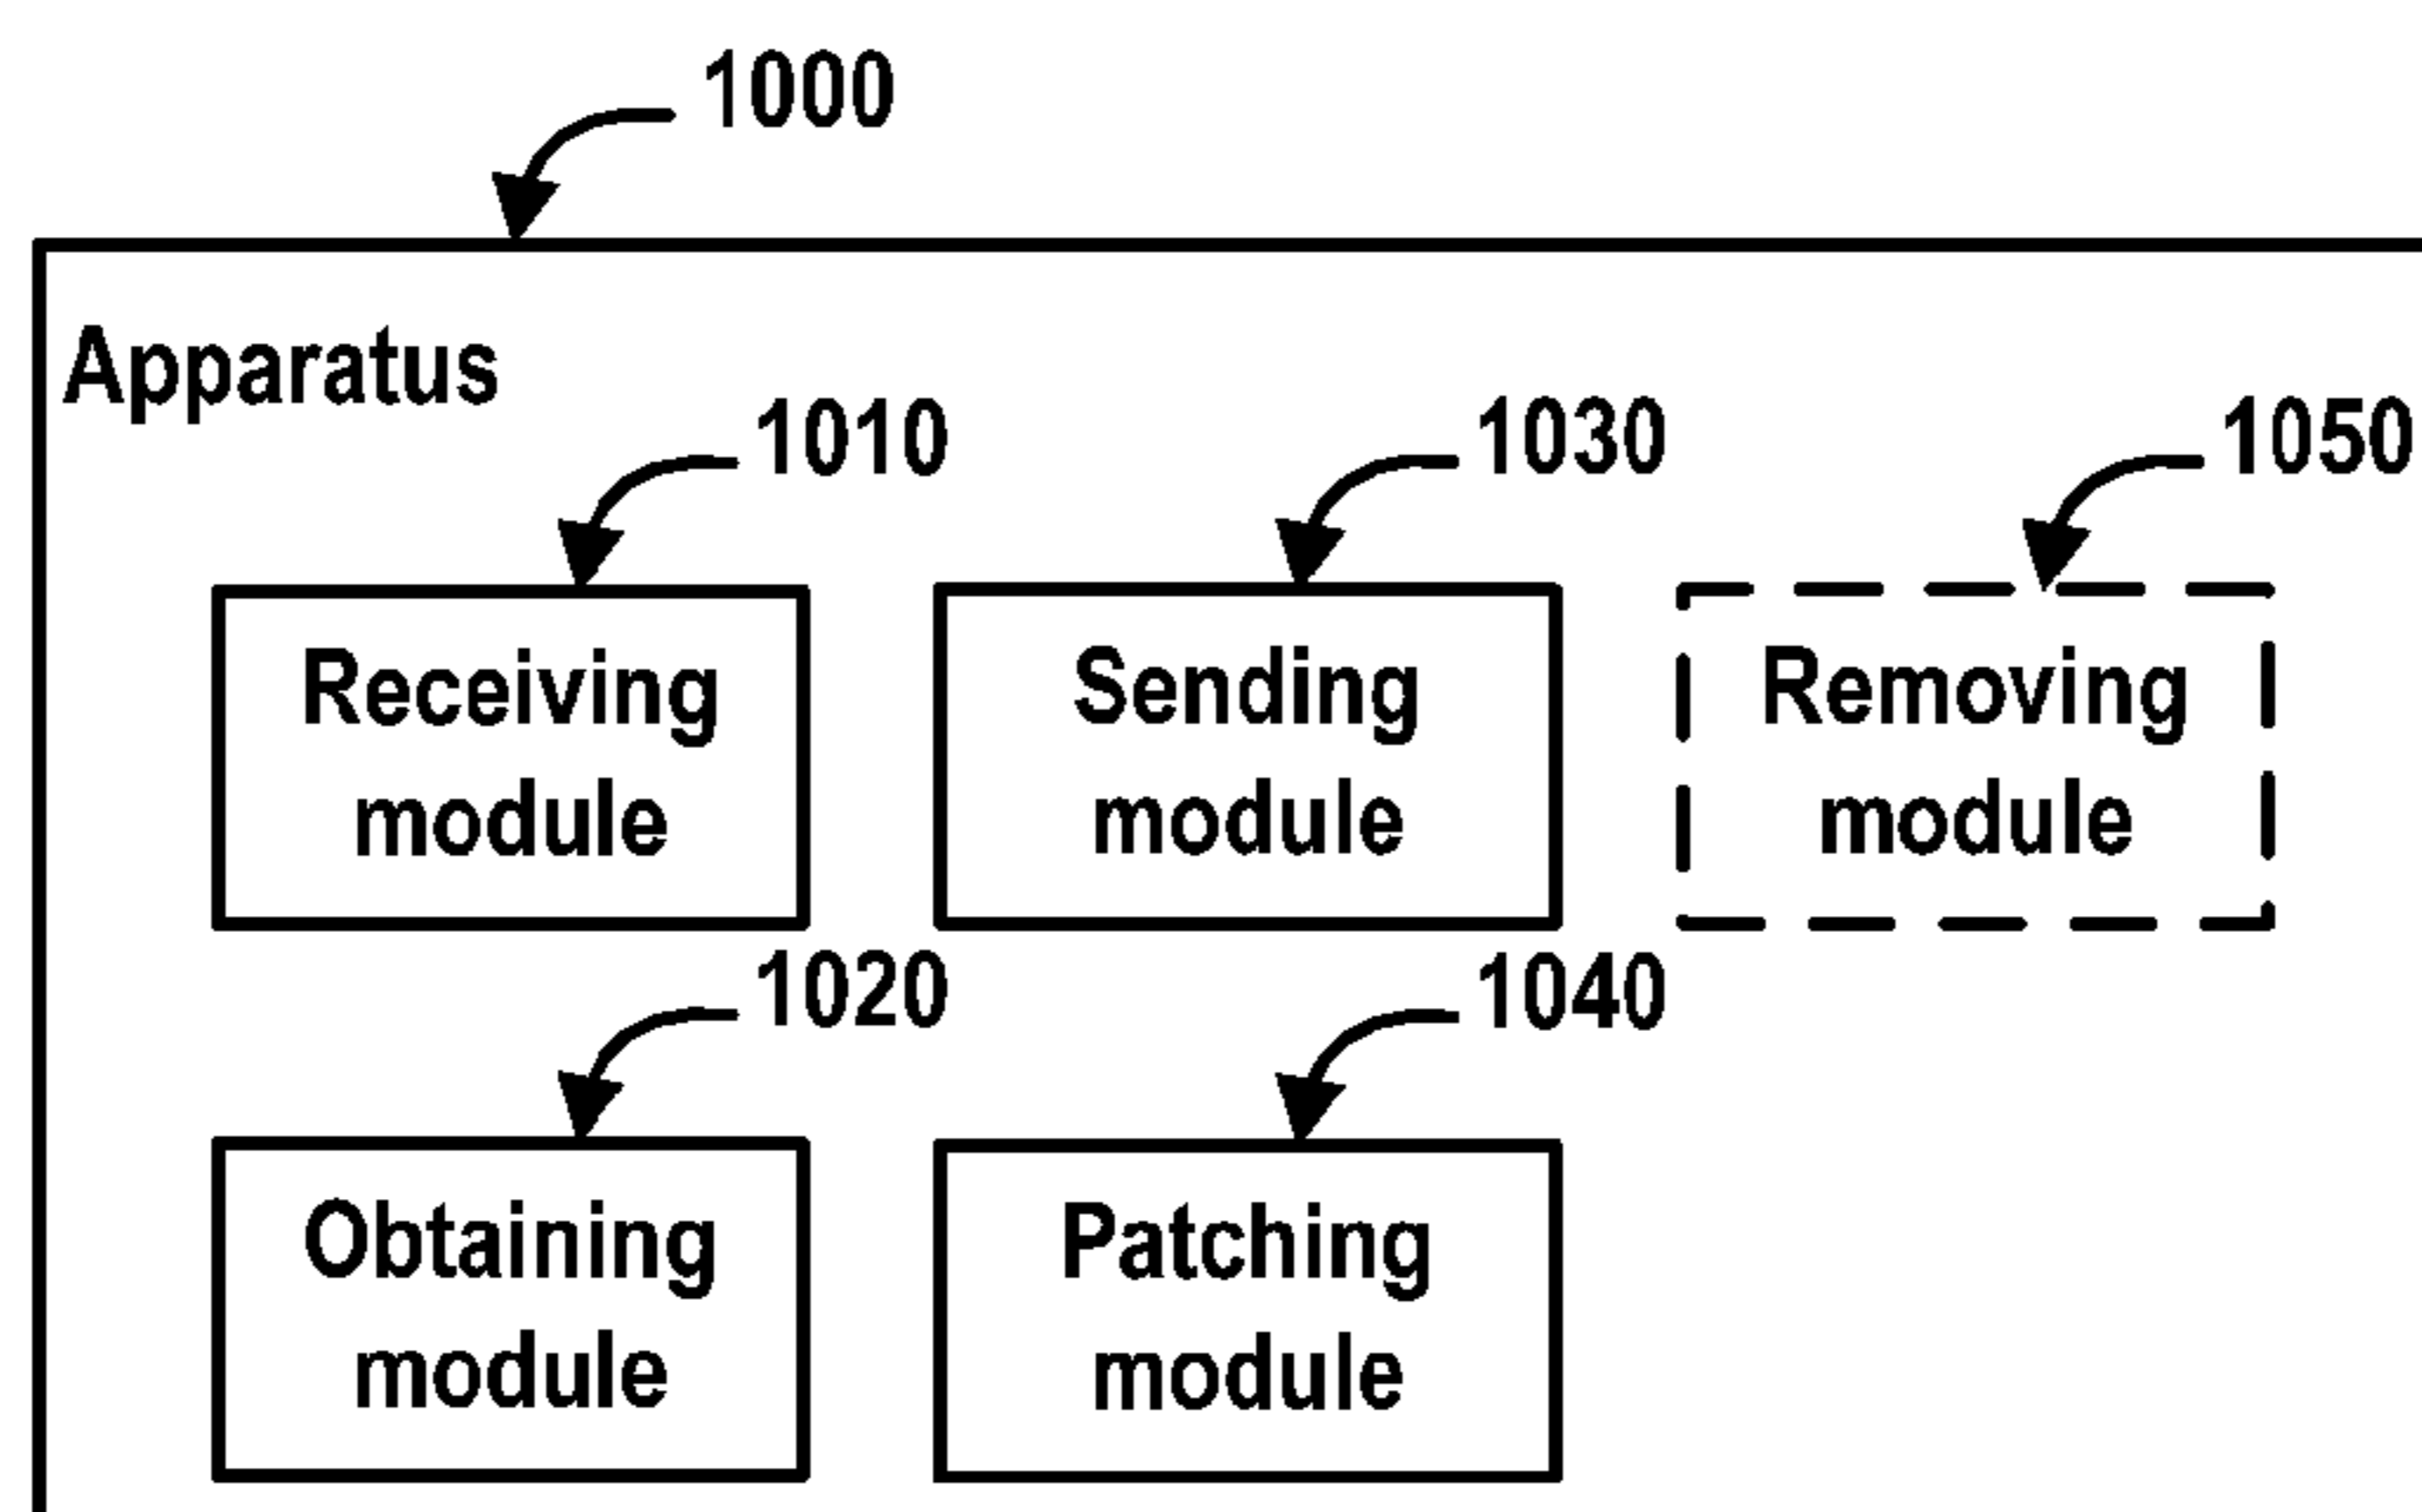 1000
Apparatus
1010
1030
1050
Receiving
module
Sending
module
Removing
module
1020
1040
Obtaining
module
Patching
module